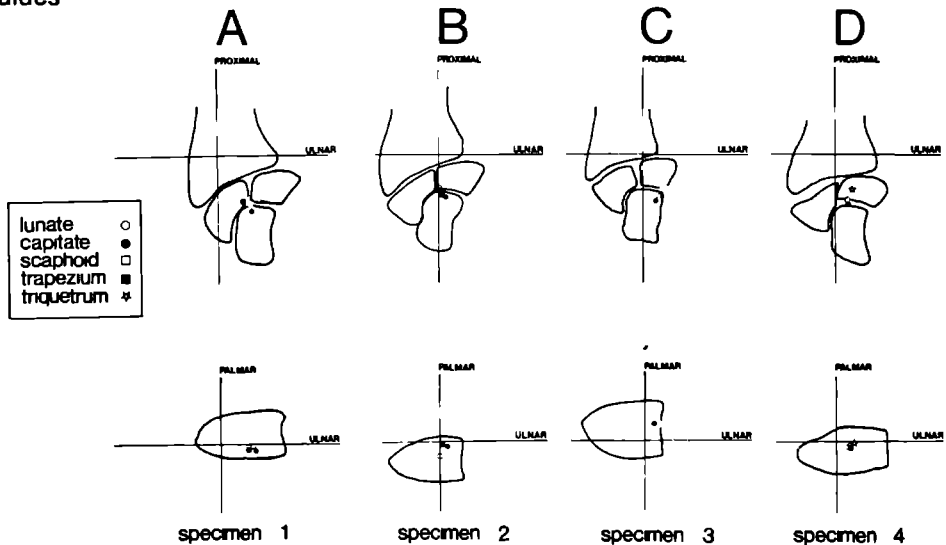 A B C D
PROXIMAL PROXIMAL PROXIMAL PROXIMAL
ULNAR ULNAR ULNAR ULNAR
lunate
capitate
scaphoid
trapezium
triquetrum
PALMAR PALMAR PALMAR PALMAR
ULNAR ULNAR ULNAR ULNAR
specimen 1 specimen 2 specimen 3 specimen 4